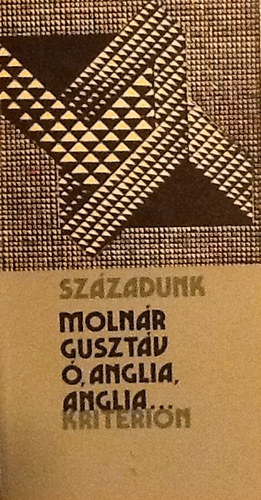 SZÁZADUNK
MOLNÁR
GUSZTÁV
Ó, ANGLIA,
ANGLIA...
KRITERION